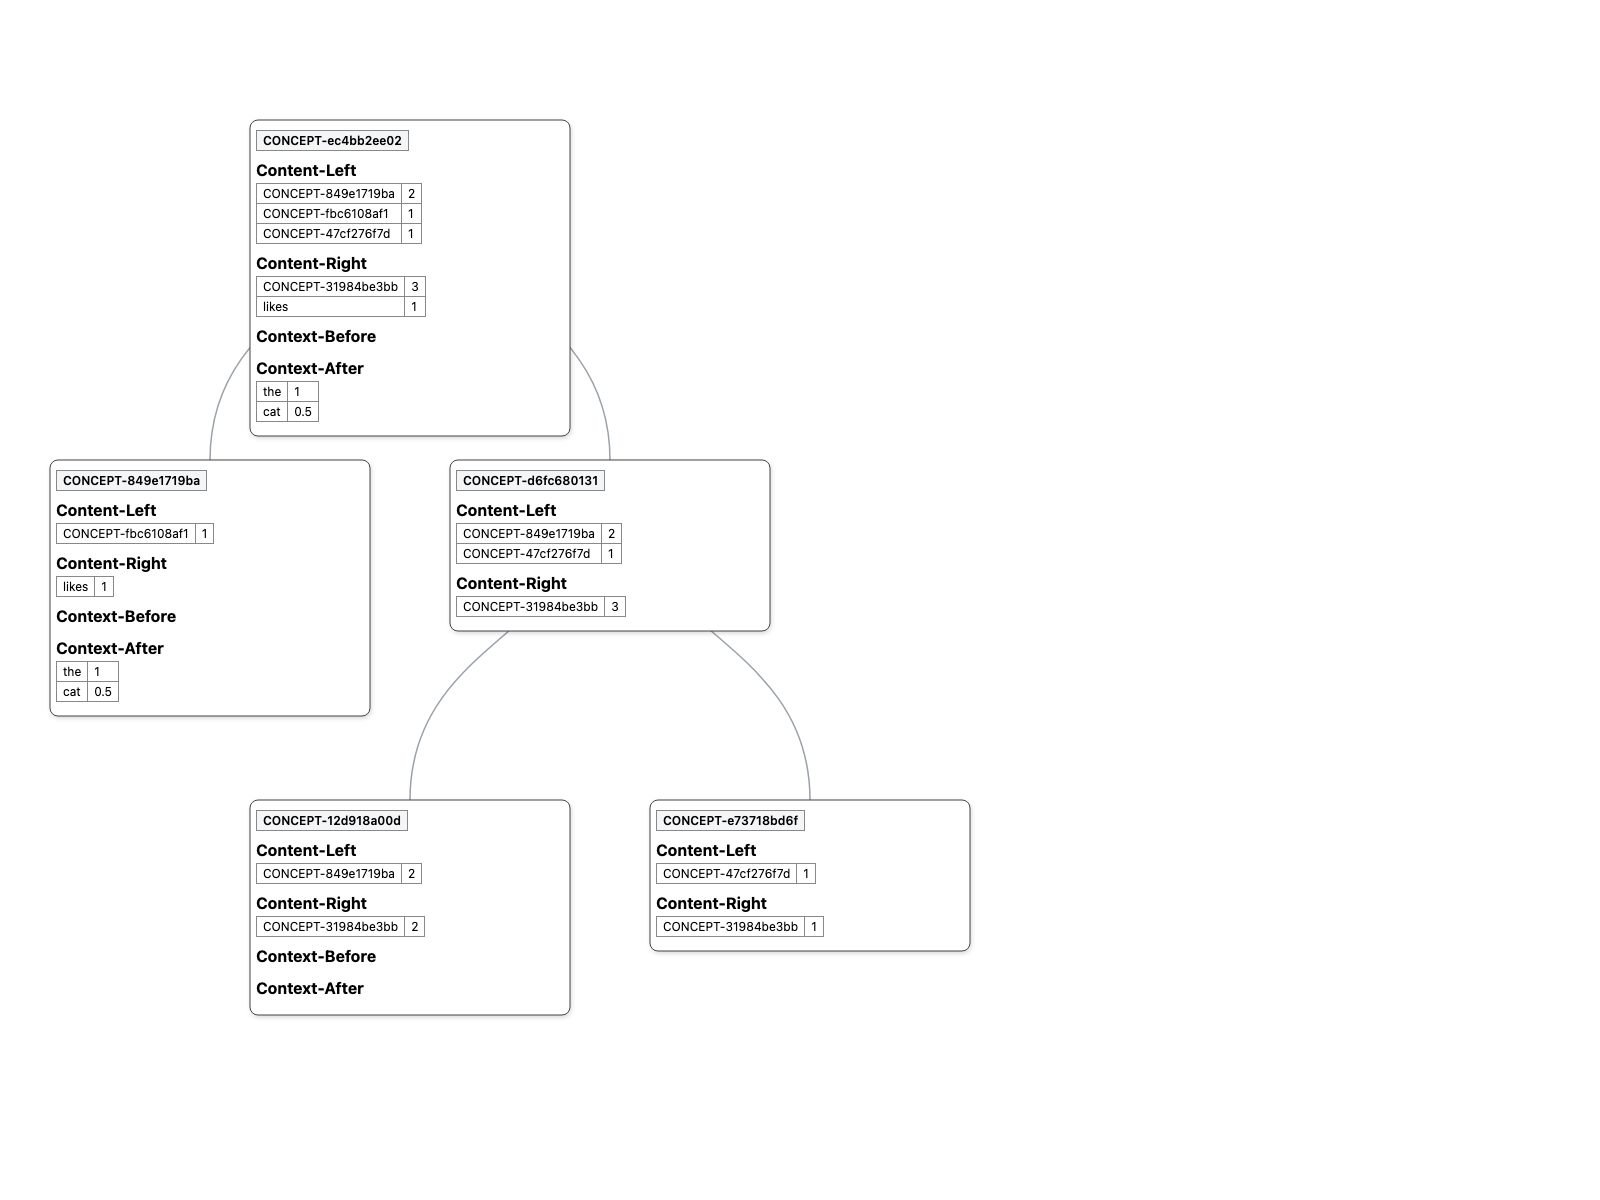 CONCEPT-ec4bb2ee02
Content-Left
CONCEPT-849e1719ba 2
CONCEPT-fbc6108af1 1
CONCEPT-47cf276f7d 1
Content-Right
CONCEPT-31984be3bb 3
likes 1
Context-Before
Context-After
the 1
cat 0.5
CONCEPT-849e1719ba
Content-Left
CONCEPT-fbc6108af1 1
Content-Right
likes 1
Context-Before
Context-After
the 1
cat 0.5
CONCEPT-d6fc680131
Content-Left
CONCEPT-849e1719ba 2
CONCEPT-47cf276f7d 1
Content-Right
CONCEPT-31984be3bb 3
CONCEPT-12d918a00d
Content-Left
CONCEPT-849e1719ba 2
Content-Right
CONCEPT-31984be3bb 2
Context-Before
Context-After
CONCEPT-e73718bd6f
Content-Left
CONCEPT-47cf276f7d 1
Content-Right
CONCEPT-31984be3bb 1